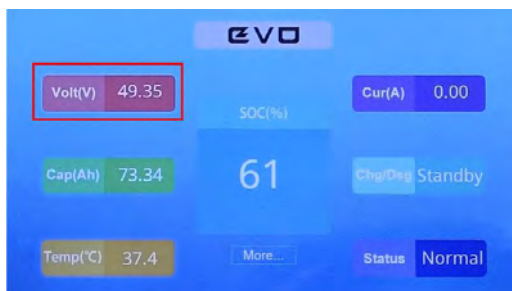 EVO
Volt(V) 49.35
Cur(A) 0.00
SOC(%)
Cap(Ah) 73.34
61
Chg/Dsg Standby
Temp(℃) 37.4
More...
Status Normal